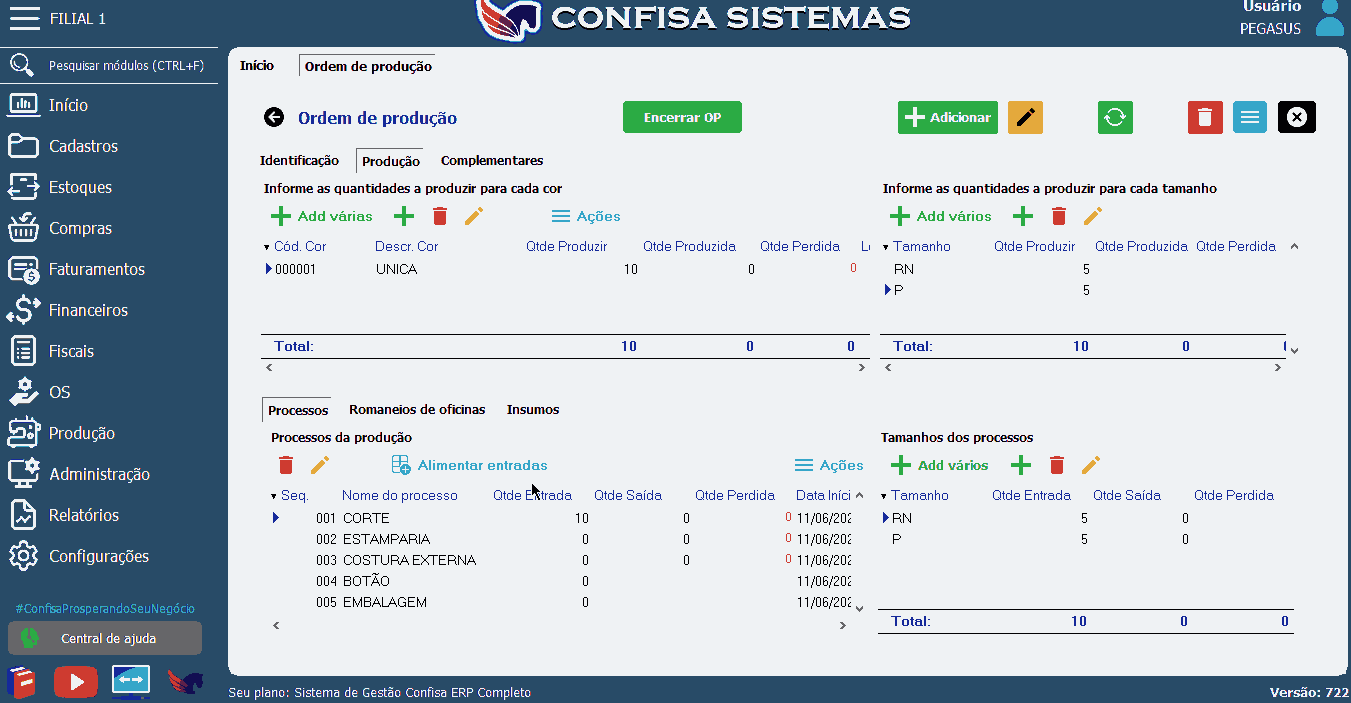 FILIAL 1
CONFISA SISTEMAS
Usuário
PEGASUS
Pesquisar módulos (CTRL+F)
Início
Cadastros
Estoques
Compras
Faturamentos
Financeiros
Fiscais
OS
Produção
Administração
Relatórios
Configurações
#ConfisaProsperandoSeuNegócio
Central de ajuda
Início Ordem de produção
Ordem de produção Encerrar OP Adicionar
Identificação Produção Complementares
Informe as quantidades a produzir para cada cor
Add várias Ações
Cód. Cor Descr. Cor Qtde Produzir Qtde Produzida Qtde Perdida
000001 UNICA 10 0 0
Total: 10 0 0
Informe as quantidades a produzir para cada tamanho
Add vários
Tamanho Qtde Produzir Qtde Produzida Qtde Perdida
RN 5
P 5
Total: 10 0
Processos Romaneios de oficinas Insumos
Processos da produção
Alimentar entradas Ações
Seq. Nome do processo Qtde Entrada Qtde Saída Qtde Perdida Data Iníci
001 CORTE 10 0 0 11/06/202
002 ESTAMPARIA 0 0 0 11/06/202
003 COSTURA EXTERNA 0 0 0 11/06/202
004 BOTÃO 0 11/06/202
005 EMBALAGEM 0 11/06/202
Tamanhos dos processos
Add vários
Tamanho Qtde Entrada Qtde Saída Qtde Perdida
RN 5 0
P 5 0
Total: 10 0 0
Seu plano: Sistema de Gestão Confisa ERP Completo
Versão: 722